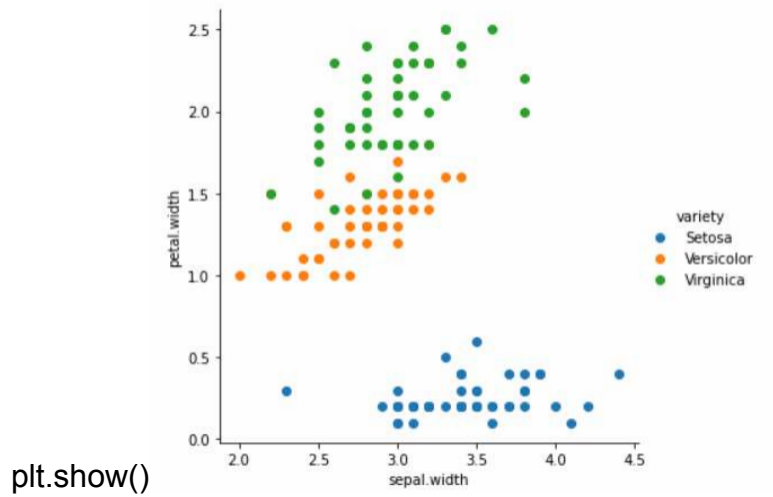 2.5
2.0
1.5
1.0
0.5
0.0
petal.width
2.0 2.5 3.0 3.5 4.0 4.5
sepal.width
variety
Setosa
Versicolor
Virginica
plt.show()